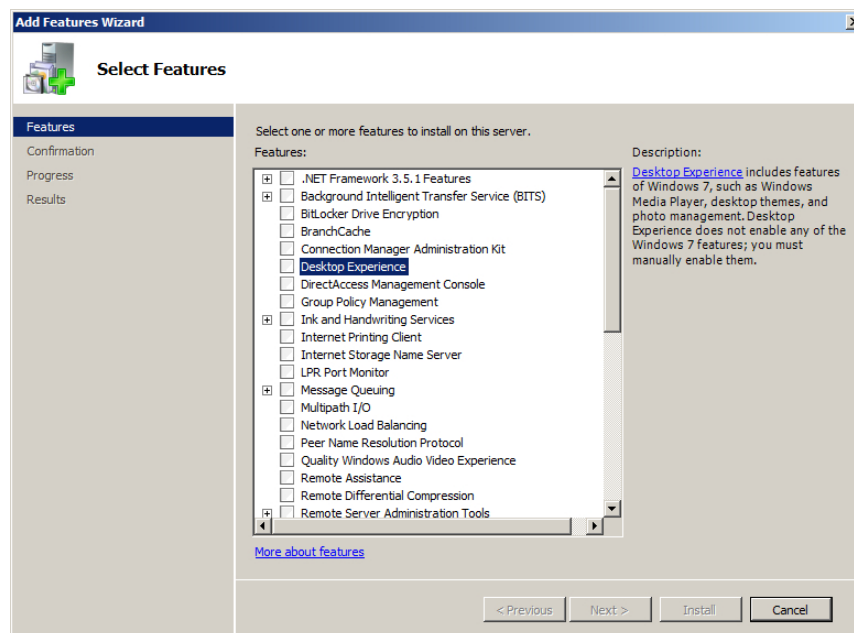 Add Features Wizard
Select Features
Features
Confirmation
Progress
Results
Select one or more features to install on this server.
Features:
.NET Framework 3.5.1 Features
Background Intelligent Transfer Service (BITS)
BitLocker Drive Encryption
BranchCache
Connection Manager Administration Kit
Desktop Experience
DirectAccess Management Console
Group Policy Management
Ink and Handwriting Services
Internet Printing Client
Internet Storage Name Server
LPR Port Monitor
Message Queuing
Multipath I/O
Network Load Balancing
Peer Name Resolution Protocol
Quality Windows Audio Video Experience
Remote Assistance
Remote Differential Compression
Remote Server Administration Tools
More about features
Description:
Desktop Experience includes features
of Windows 7, such as Windows
Media Player, desktop themes, and
photo management. Desktop
Experience does not enable any of the
Windows 7 features; you must
manually enable them.
< Previous
Next >
Install
Cancel